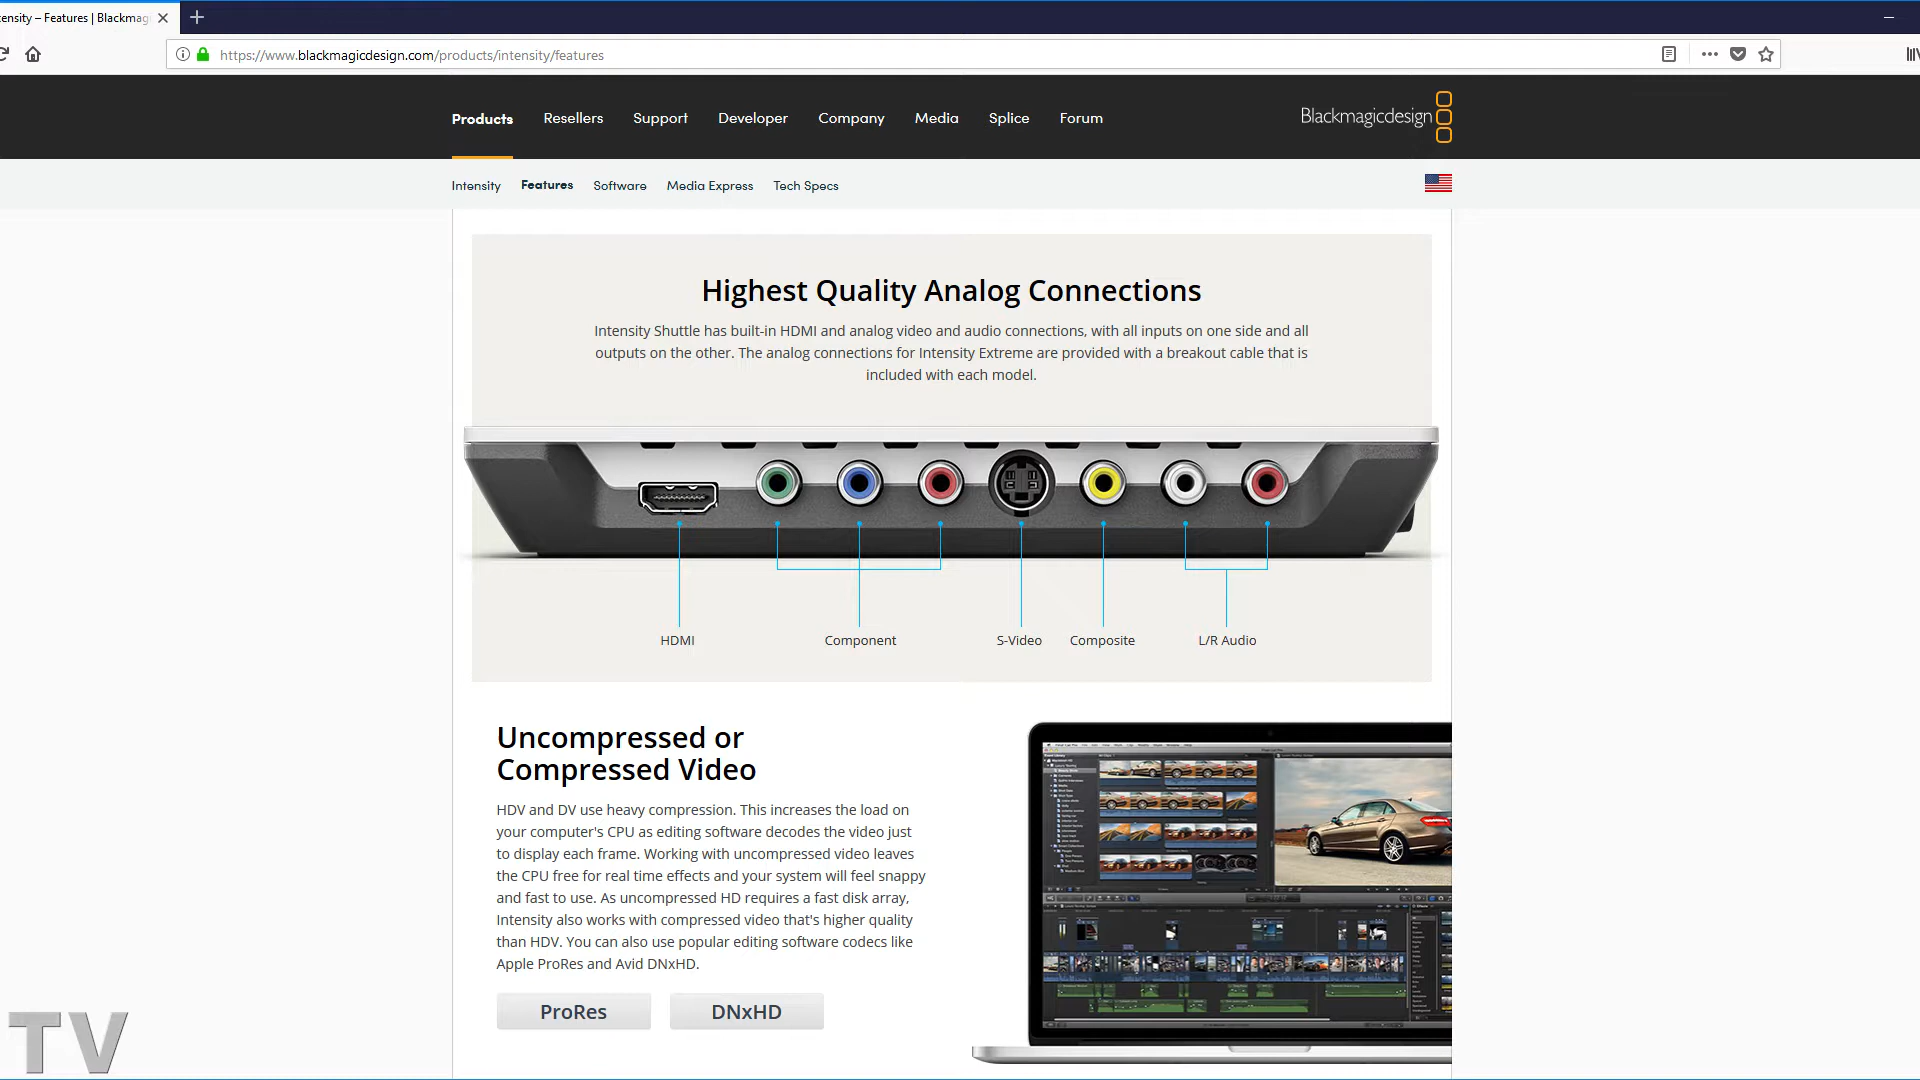 ensity – Features | Blackmag
https://www.blackmagicdesign.com/products/intensity/features
Products Resellers Support Developer Company Media Splice Forum
Blackmagicdesign
Intensity Features Software Media Express Tech Specs
Highest Quality Analog Connections
Intensity Shuttle has built-in HDMI and analog video and audio connections, with all inputs on one side and all
outputs on the other. The analog connections for Intensity Extreme are provided with a breakout cable that is
included with each model.
HDMI Component S-Video Composite L/R Audio
Uncompressed or
Compressed Video
HDV and DV use heavy compression. This increases the load on
your computer's CPU as editing software decodes the video just
to display each frame. Working with uncompressed video leaves
the CPU free for real time effects and your system will feel snappy
and fast to use. As uncompressed HD requires a fast disk array,
Intensity also works with compressed video that's higher quality
than HDV. You can also use popular editing software codecs like
Apple ProRes and Avid DNxHD.
ProRes DNxHD
TV